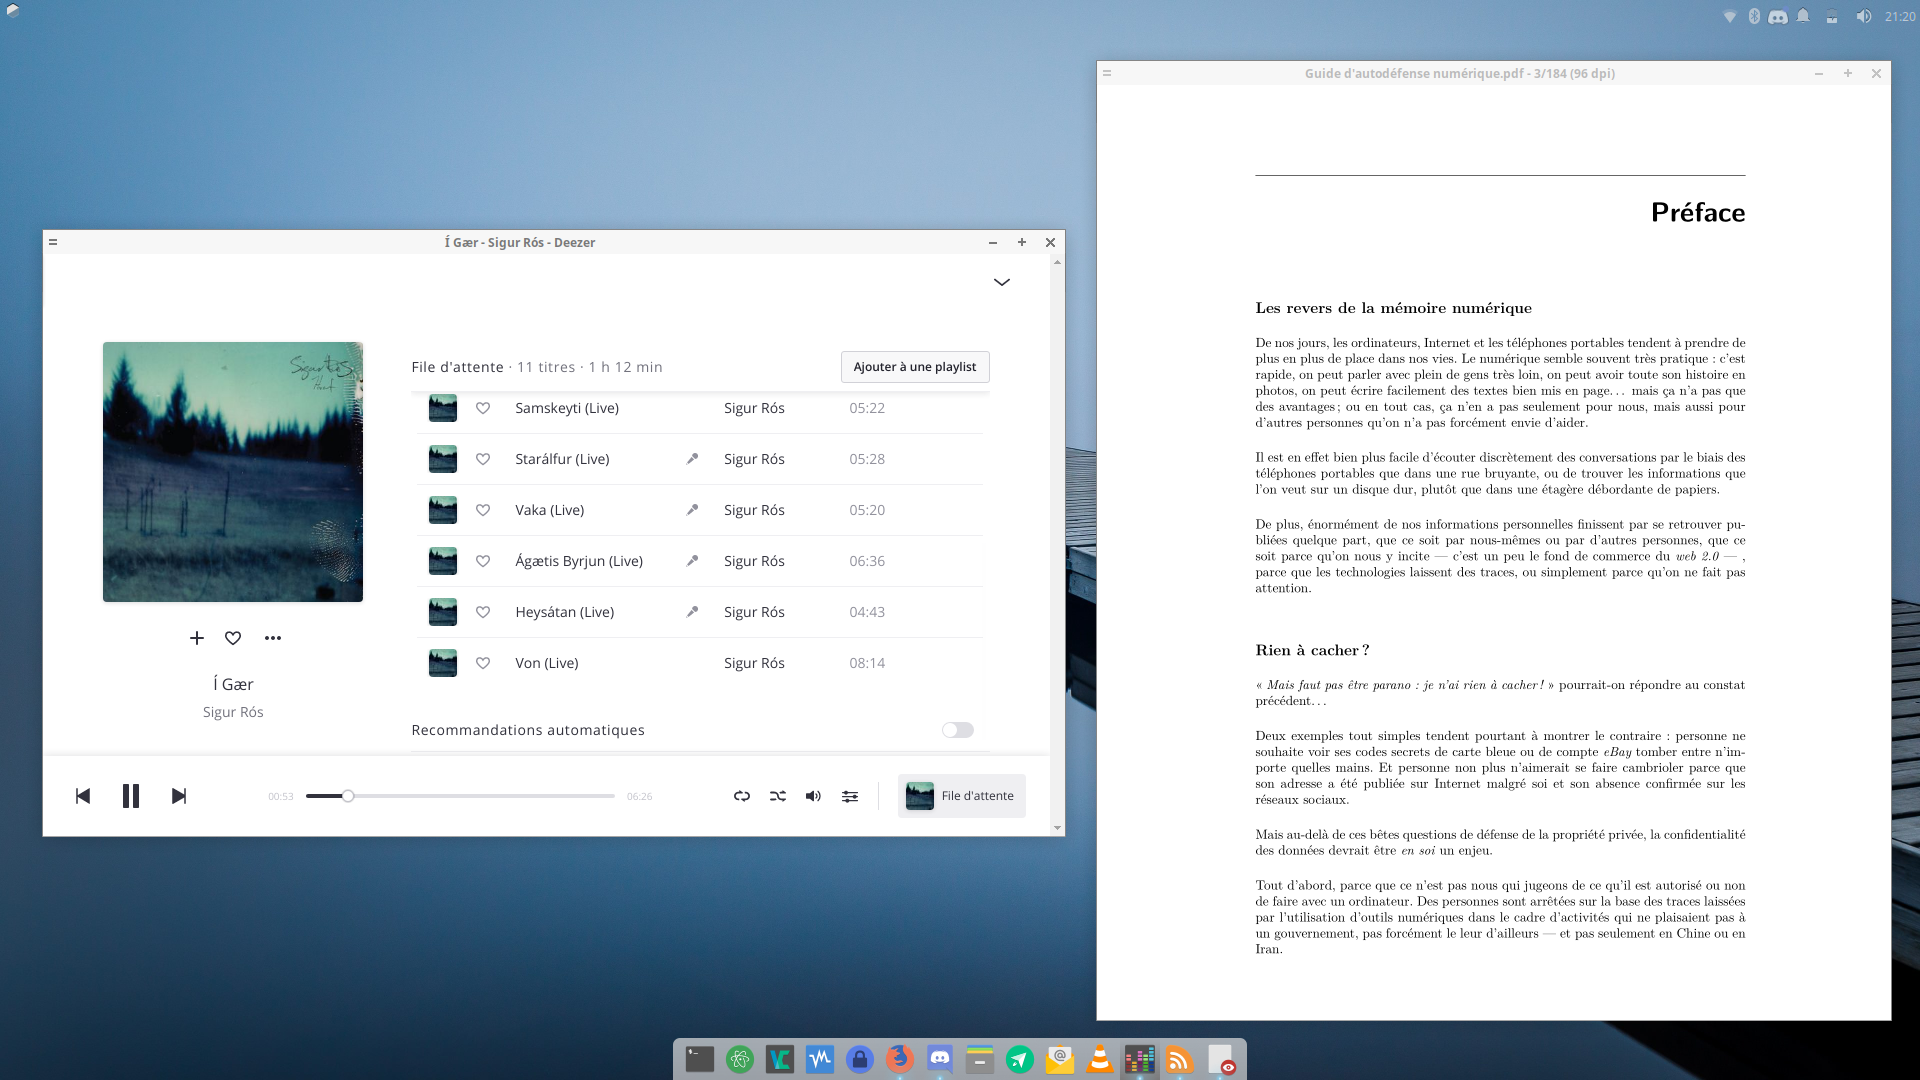 21:20
Í Gær - Sigur Rós - Deezer
File d'attente · 11 titres · 1 h 12 min
Ajouter à une playlist
Samskeyti (Live) Sigur Rós 05:22
Starálfur (Live) Sigur Rós 05:28
Vaka (Live) Sigur Rós 05:20
Ágætis Byrjun (Live) Sigur Rós 06:36
Heysátan (Live) Sigur Rós 04:43
Von (Live) Sigur Rós 08:14
Í Gær
Sigur Rós
Recommandations automatiques
00:53
06:26
File d'attente
Guide d'autodéfense numérique.pdf - 3/184 (96 dpi)
Préface
Les revers de la mémoire numérique
De nos jours, les ordinateurs, Internet et les téléphones portables tendent à prendre de
plus en plus de place dans nos vies. Le numérique semble souvent très pratique : c'est
rapide, on peut parler avec plein de gens très loin, on peut avoir toute son histoire en
photos, on peut écrire facilement des textes bien mis en page... mais ça n'a pas que
des avantages ; ou en tout cas, ça n'en a pas seulement pour nous, mais aussi pour
d'autres personnes qu'on n'a pas forcément envie d'aider.
Il est en effet bien plus facile d'écouter discrètement des conversations par le biais des
téléphones portables que dans une rue bruyante, ou de trouver les informations que
l'on veut sur un disque dur, plutôt que dans une étagère débordante de papiers.
De plus, énormément de nos informations personnelles finissent par se retrouver pu-
bliées quelque part, que ce soit par nous-mêmes ou par d'autres personnes, que ce
soit parce qu'on nous y incite — c'est un peu le fond de commerce du web 2.0 — ,
parce que les technologies laissent des traces, ou simplement parce qu'on ne fait pas
attention.
Rien à cacher ?
« Mais faut pas être parano : je n'ai rien à cacher ! » pourrait-on répondre au constat
précédent...
Deux exemples tout simples tendent pourtant à montrer le contraire : personne ne
souhaite voir ses codes secrets de carte bleue ou de compte eBay tomber entre n'im-
porte quelles mains. Et personne non plus n'aimerait se faire cambrioler parce que
son adresse a été publiée sur Internet malgré soi et son absence confirmée sur les
réseaux sociaux.
Mais au-delà de ces bêtes questions de défense de la propriété privée, la confidentialité
des données devrait être en soi un enjeu.
Tout d'abord, parce que ce n'est pas nous qui jugeons de ce qu'il est autorisé ou non
de faire avec un ordinateur. Des personnes sont arrêtées sur la base des traces laissées
par l'utilisation d'outils numériques dans le cadre d'activités qui ne plaisaient pas à
un gouvernement, pas forcément le leur d'ailleurs — et pas seulement en Chine ou en
Iran.